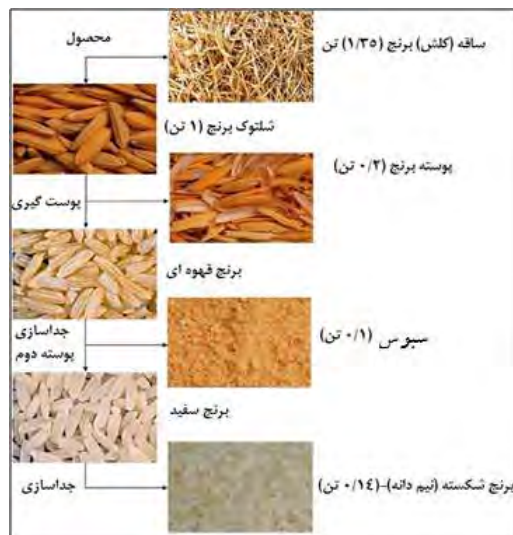 محصول
ساقه (کلش) برنج (۱/۳۵) تن
شلتوک برنج (۱ تن)
پوسته برنج (۰/۲ تن)
پوست گیری
برنج قهوه ای
جداسازی
پوسته دوم
سبوس (۰/۱ تن)
برنج سفید
جداسازی
برنج شکسته (نیم دانه)-(۰/۱۴ تن)